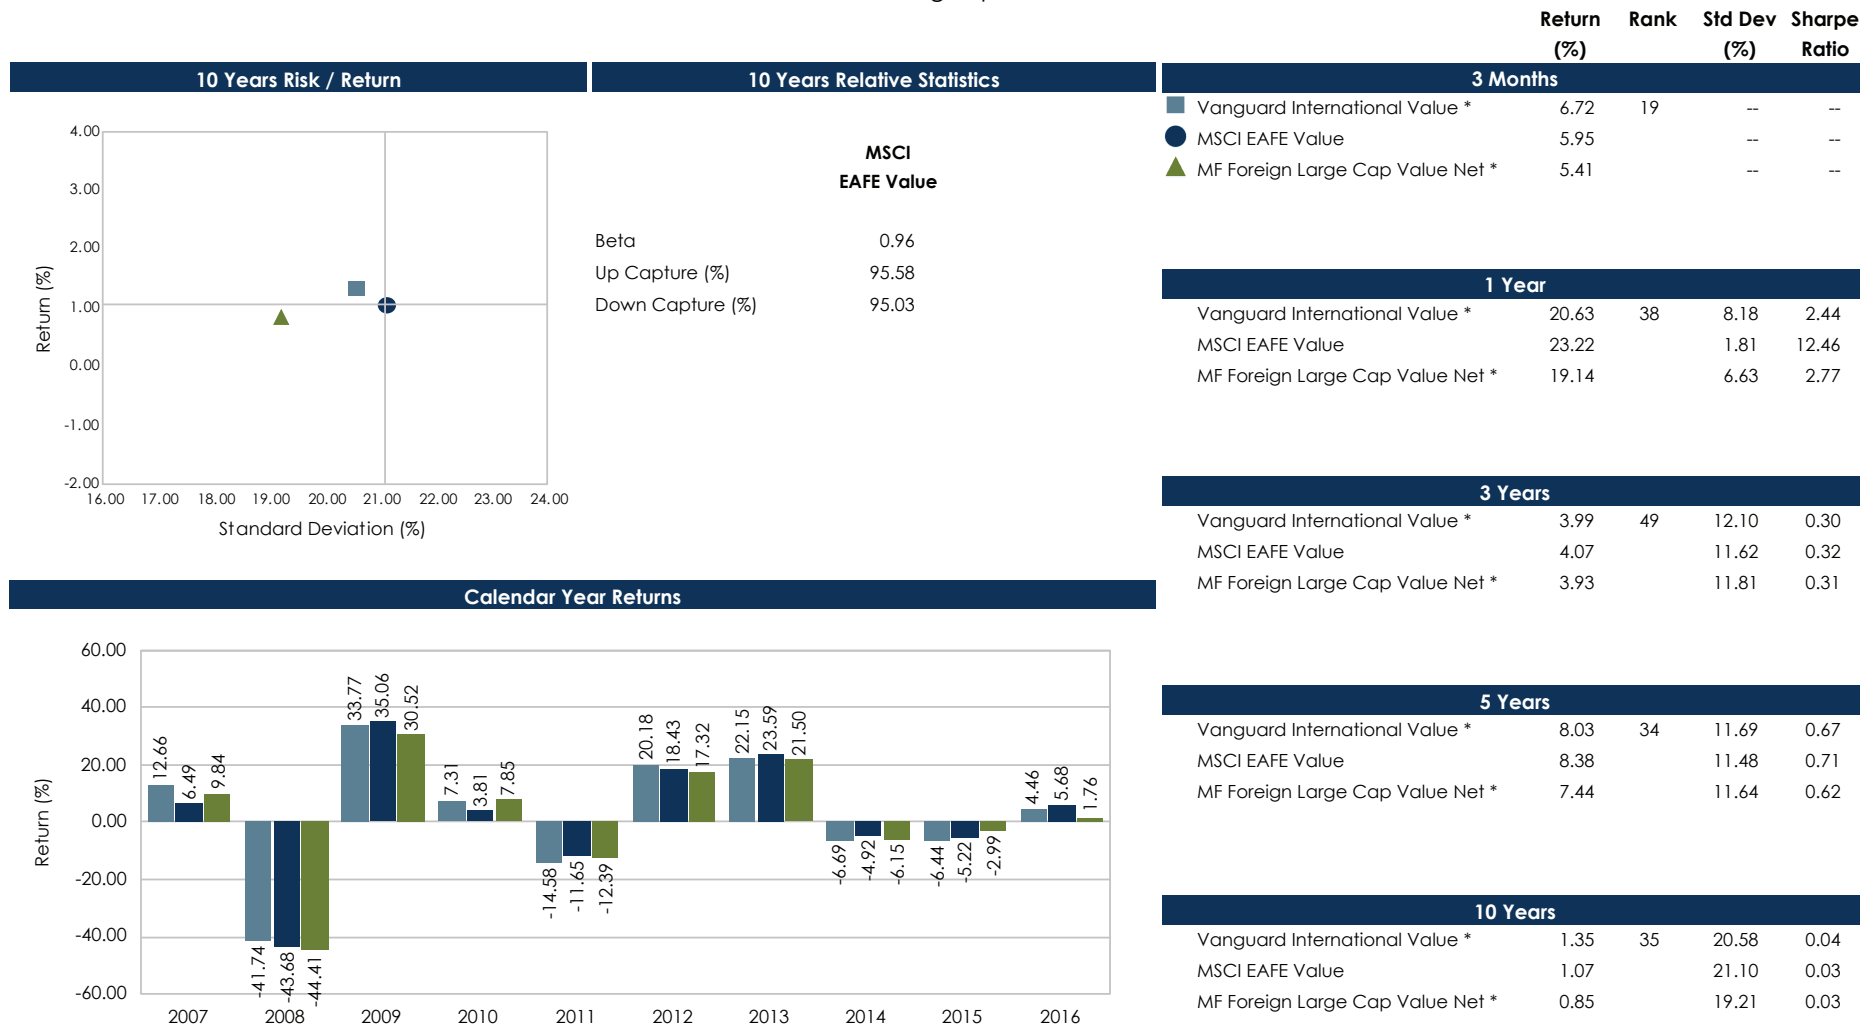 Return Rank Std Dev Sharpe
(%) (%) Ratio
10 Years Risk / Return
4.00
3.00
2.00
1.00
0.00
-1.00
-2.00
Return (%)
16.00 17.00 18.00 19.00 20.00 21.00 22.00 23.00 24.00
Standard Deviation (%)
10 Years Relative Statistics
MSCI
EAFE Value
Beta 0.96
Up Capture (%) 95.58
Down Capture (%) 95.03
3 Months
Vanguard International Value * 6.72 19 -- --
MSCI EAFE Value 5.95 -- --
MF Foreign Large Cap Value Net * 5.41 -- --
1 Year
Vanguard International Value * 20.63 38 8.18 2.44
MSCI EAFE Value 23.22 1.81 12.46
MF Foreign Large Cap Value Net * 19.14 6.63 2.77
3 Years
Vanguard International Value * 3.99 49 12.10 0.30
MSCI EAFE Value 4.07 11.62 0.32
MF Foreign Large Cap Value Net * 3.93 11.81 0.31
5 Years
Vanguard International Value * 8.03 34 11.69 0.67
MSCI EAFE Value 8.38 11.48 0.71
MF Foreign Large Cap Value Net * 7.44 11.64 0.62
10 Years
Vanguard International Value * 1.35 35 20.58 0.04
MSCI EAFE Value 1.07 21.10 0.03
MF Foreign Large Cap Value Net * 0.85 19.21 0.03
Calendar Year Returns
60.00
40.00
20.00
0.00
-20.00
-40.00
-60.00
Return (%)
12.66 6.49 9.84
-41.74 -43.68 -44.41
33.77 35.06 30.52
7.31 3.81 7.85
-14.58 -11.65 -12.39
20.18 18.43 17.32
22.15 23.59 21.50
-6.69 -4.92 -6.15
-6.44 -5.22 -2.99
4.46 5.68 1.76
2007 2008 2009 2010 2011 2012 2013 2014 2015 2016